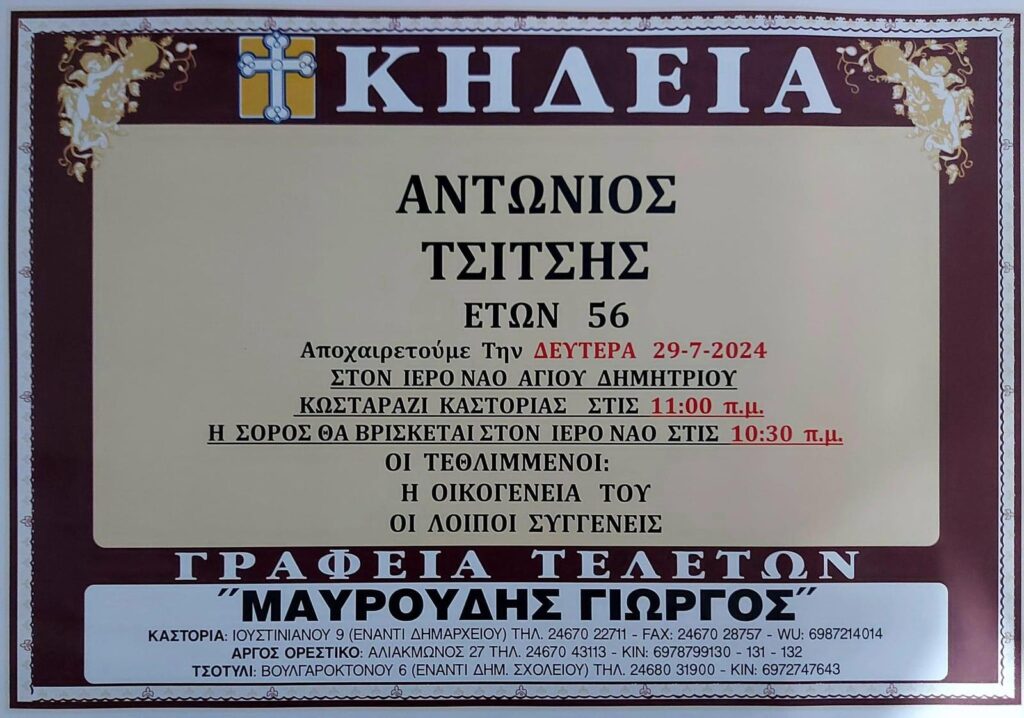 ΚΗΔΕΙΑ
ΑΝΤΩΝΙΟΣ
ΤΣΙΤΣΗΣ
ΕΤΩΝ 56
Αποχαιρετούμε Την ΔΕΥΤΕΡΑ 29-7-2024
ΣΤΟΝ ΙΕΡΟ ΝΑΟ ΑΓΙΟΥ ΔΗΜΗΤΡΙΟΥ
ΚΩΣΤΑΡΑΖΙ ΚΑΣΤΟΡΙΑΣ ΣΤΙΣ 11:00 π.μ.
Η ΣΟΡΟΣ ΘΑ ΒΡΙΣΚΕΤΑΙ ΣΤΟΝ ΙΕΡΟ ΝΑΟ ΣΤΙΣ 10:30 π.μ.
ΟΙ ΤΕΘΛΙΜΜΕΝΟΙ:
Η ΟΙΚΟΓΕΝΕΙΑ ΤΟΥ
ΟΙ ΛΟΙΠΟΙ ΣΥΓΓΕΝΕΙΣ
ΓΡΑΦΕΙΑ ΤΕΛΕΤΩΝ
"ΜΑΥΡΟΥΔΗΣ ΓΙΩΡΓΟΣ"
ΚΑΣΤΟΡΙΑ: ΙΟΥΣΤΙΝΙΑΝΟΥ 9 (ΕΝΑΝΤΙ ΔΗΜΑΡΧΕΙΟΥ) ΤΗΛ. 24670 22711 - FAX: 24670 28757 - WU: 6987214014
ΑΡΓΟΣ ΟΡΕΣΤΙΚΟ: ΑΛΙΑΚΜΩΝΟΣ 27 ΤΗΛ. 24670 43113 - ΚΙΝ: 6978799130 - 131 - 132
ΤΣΟΤΥΛΙ: ΒΟΥΛΓΑΡΟΚΤΟΝΟΥ 6 (ΕΝΑΝΤΙ ΔΗΜ. ΣΧΟΛΕΙΟΥ) ΤΗΛ. 24680 31900 - ΚΙΝ: 6972747643